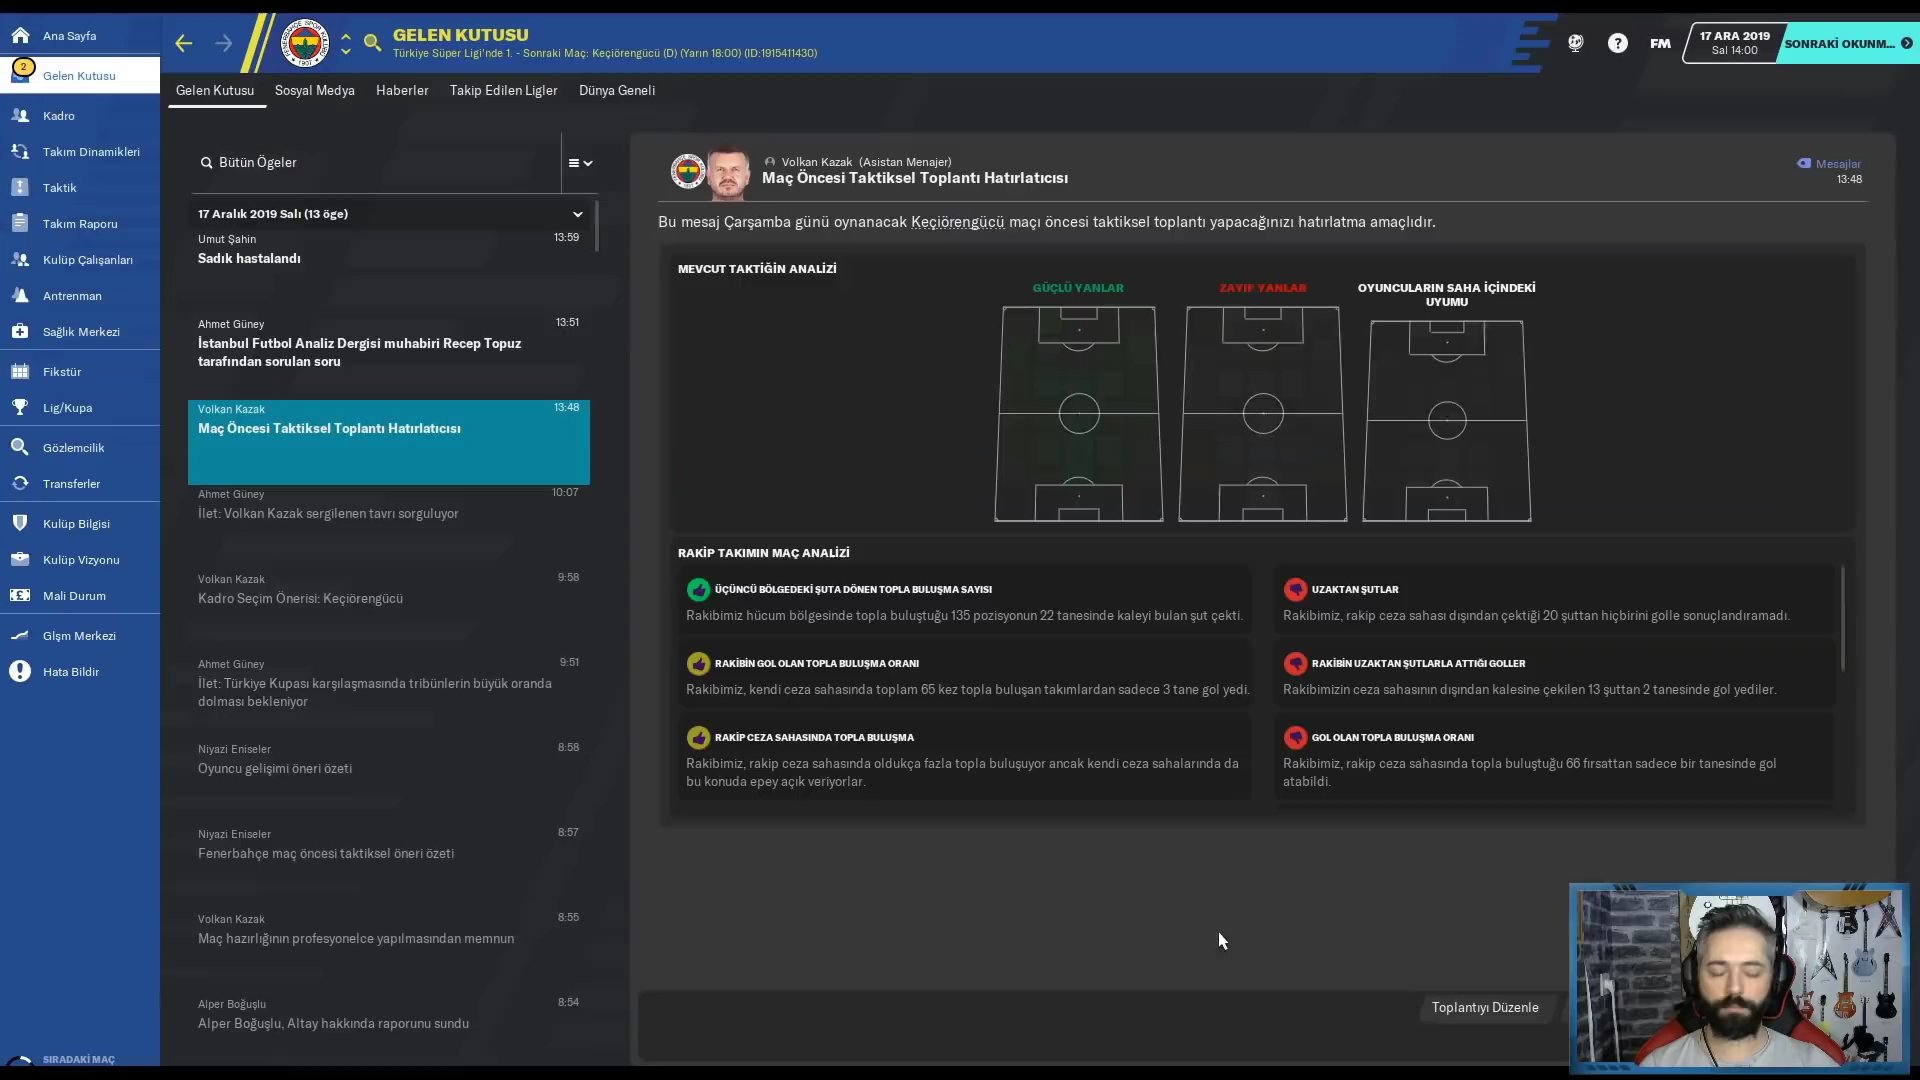 Ana Sayfa
2
Gelen Kutusu
Kadro
Takım Dinamikleri
Taktik
Takım Raporu
Kulüp Çalışanları
Antrenman
Sağlık Merkezi
Fikstür
Lig/Kupa
Gözlemcilik
Transferler
Kulüp Bilgisi
Kulüp Vizyonu
Mali Durum
Glşm Merkezi
Hata Bildir
SIRADAKİ MAÇ
GELEN KUTUSU
Türkiye Süper Ligi'nde 1. - Sonraki Maç: Keçiörengücü (D) (Yarın 18:00) (ID:1915411430)
FM
17 ARA 2019
Sal 14:00
SONRAKİ OKUNM...
Gelen Kutusu Sosyal Medya Haberler Takip Edilen Ligler Dünya Geneli
Bütün Ögeler
17 Aralık 2019 Salı (13 öge)
Umut Şahin 13:59
Sadık hastalandı
Ahmet Güney 13:51
İstanbul Futbol Analiz Dergisi muhabiri Recep Topuz
tarafından sorulan soru
Volkan Kazak 13:48
Maç Öncesi Taktiksel Toplantı Hatırlatıcısı
Ahmet Güney 10:07
İlet: Volkan Kazak sergilenen tavrı sorguluyor
Volkan Kazak 9:58
Kadro Seçim Önerisi: Keçiörengücü
Ahmet Güney 9:51
İlet: Türkiye Kupası karşılaşmasında tribünlerin büyük oranda
dolması bekleniyor
Niyazi Eniseler 8:58
Oyuncu gelişimi öneri özeti
Niyazi Eniseler 8:57
Fenerbahçe maç öncesi taktiksel öneri özeti
Volkan Kazak 8:55
Maç hazırlığının profesyonelce yapılmasından memnun
Alper Boğuşlu 8:54
Alper Boğuşlu, Altay hakkında raporunu sundu
Volkan Kazak (Asistan Menajer)
Maç Öncesi Taktiksel Toplantı Hatırlatıcısı
Mesajlar
13:48
Bu mesaj Çarşamba günü oynanacak Keçiörengücü maçı öncesi taktiksel toplantı yapacağınızı hatırlatma amaçlıdır.
MEVCUT TAKTİĞİN ANALİZİ
GÜÇLÜ YANLAR
ZAYIF YANLAR
OYUNCULARIN SAHA İÇİNDEKİ
UYUMU
RAKİP TAKIMIN MAÇ ANALİZİ
ÜÇÜNCÜ BÖLGEDEKİ ŞUTA DÖNEN TOPLA BULUŞMA SAYISI
Rakibimiz hücum bölgesinde topla buluştuğu 135 pozisyonun 22 tanesinde kaleyi bulan şut çekti.
UZAKTAN ŞUTLAR
Rakibimiz, rakip ceza sahası dışından çektiği 20 şuttan hiçbirini golle sonuçlandıramadı.
RAKİBİN GOL OLAN TOPLA BULUŞMA ORANI
Rakibimiz, kendi ceza sahasında toplam 65 kez topla buluşan takımlardan sadece 3 tane gol yedi.
RAKİBİN UZAKTAN ŞUTLARLA ATTIĞI GOLLER
Rakibimizin ceza sahasının dışından kalesine çekilen 13 şuttan 2 tanesinde gol yediler.
RAKİP CEZA SAHASINDA TOPLA BULUŞMA
Rakibimiz, rakip ceza sahasında oldukça fazla topla buluşuyor ancak kendi ceza sahalarında da
bu konuda epey açık veriyorlar.
GOL OLAN TOPLA BULUŞMA ORANI
Rakibimiz, rakip ceza sahasında topla buluştuğu 66 fırsattan sadece bir tanesinde gol
atabildi.
Toplantıyı Düzenle